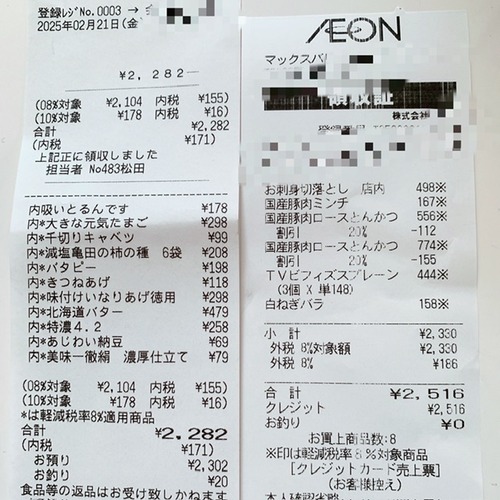 登録レジNo.0003 →
2025年02月21日(金
¥2,282-
(08%対象 ¥2,104 内税 ¥155)
(10%対象 ¥178 内税 ¥16)
合計 ¥2,282
(内税 ¥171)
上記正に領収しました
担当者 No483松田
内吸いとるんです ¥178
内*大きな元気たまご ¥298
内*千切りキャベツ ¥99
内*減塩亀田の柿の種 6袋 ¥208
内*バタピー ¥198
内*きつねあげ ¥118
内*味付けいなりあげ徳用 ¥298
内*北海道バター ¥479
内*特濃4.2 ¥258
内*あじわい納豆 ¥69
内*美味一徹絹 濃厚仕立て ¥79
(08%対象 ¥2,104 内税 ¥155)
(10%対象 ¥178 内税 ¥16)
*は軽減税率8%適用商品
合計 ¥2,282
(内税 ¥171)
お預り ¥2,302
お釣り ¥20
食品等の返品はお受け致しかねます
ÆON
マックスバ
領収証
株式会社
お刺身切落とし 店内 498※
国産豚肉ミンチ 167※
国産豚肉ロースとんかつ 556※
割引 20% -112
国産豚肉ロースとんかつ 774※
割引 20% -155
TVビフィズスプレーン 444※
(3個 X 単148)
白ねぎバラ 158※
小 計 ¥2,330
外税 8%対象額 ¥2,330
外税 8% ¥186
合 計 ¥2,516
クレジット ¥2,516
お釣り ¥0
お買上商品数:8
※印は軽減税率 8%対象商品
[クレジットカード売上票]
(お客様控え)
本人確認省略